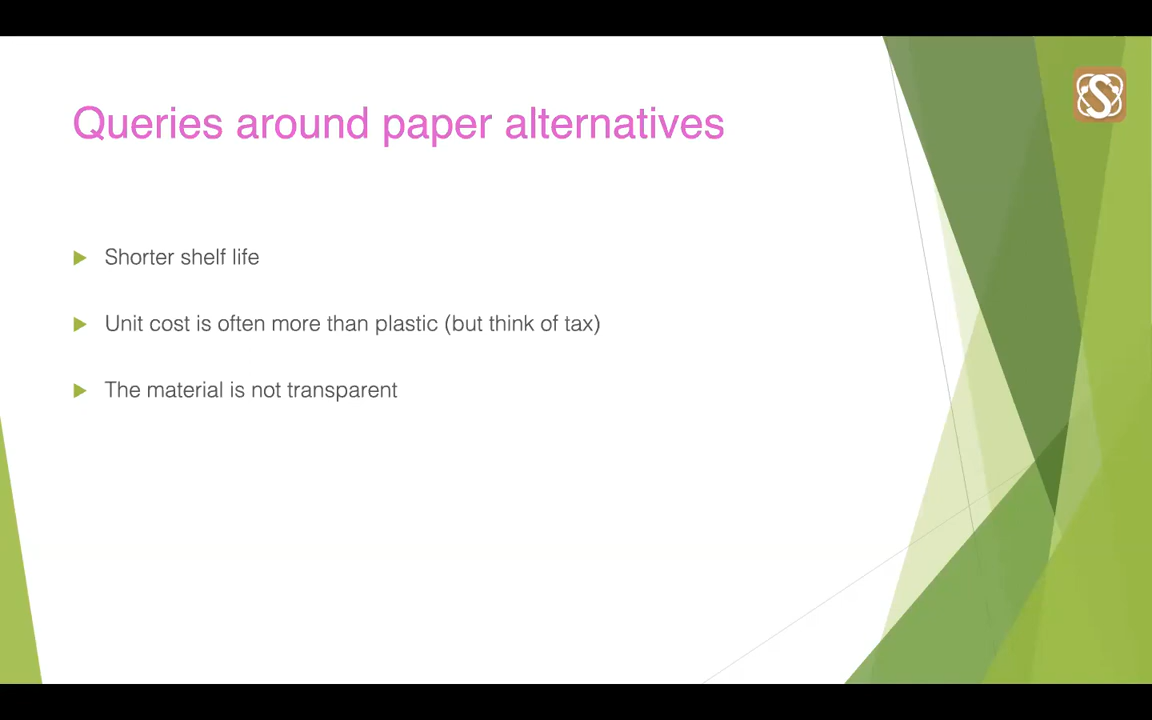 Queries around paper alternatives
Shorter shelf life
Unit cost is often more than plastic (but think of tax)
The material is not transparent
S